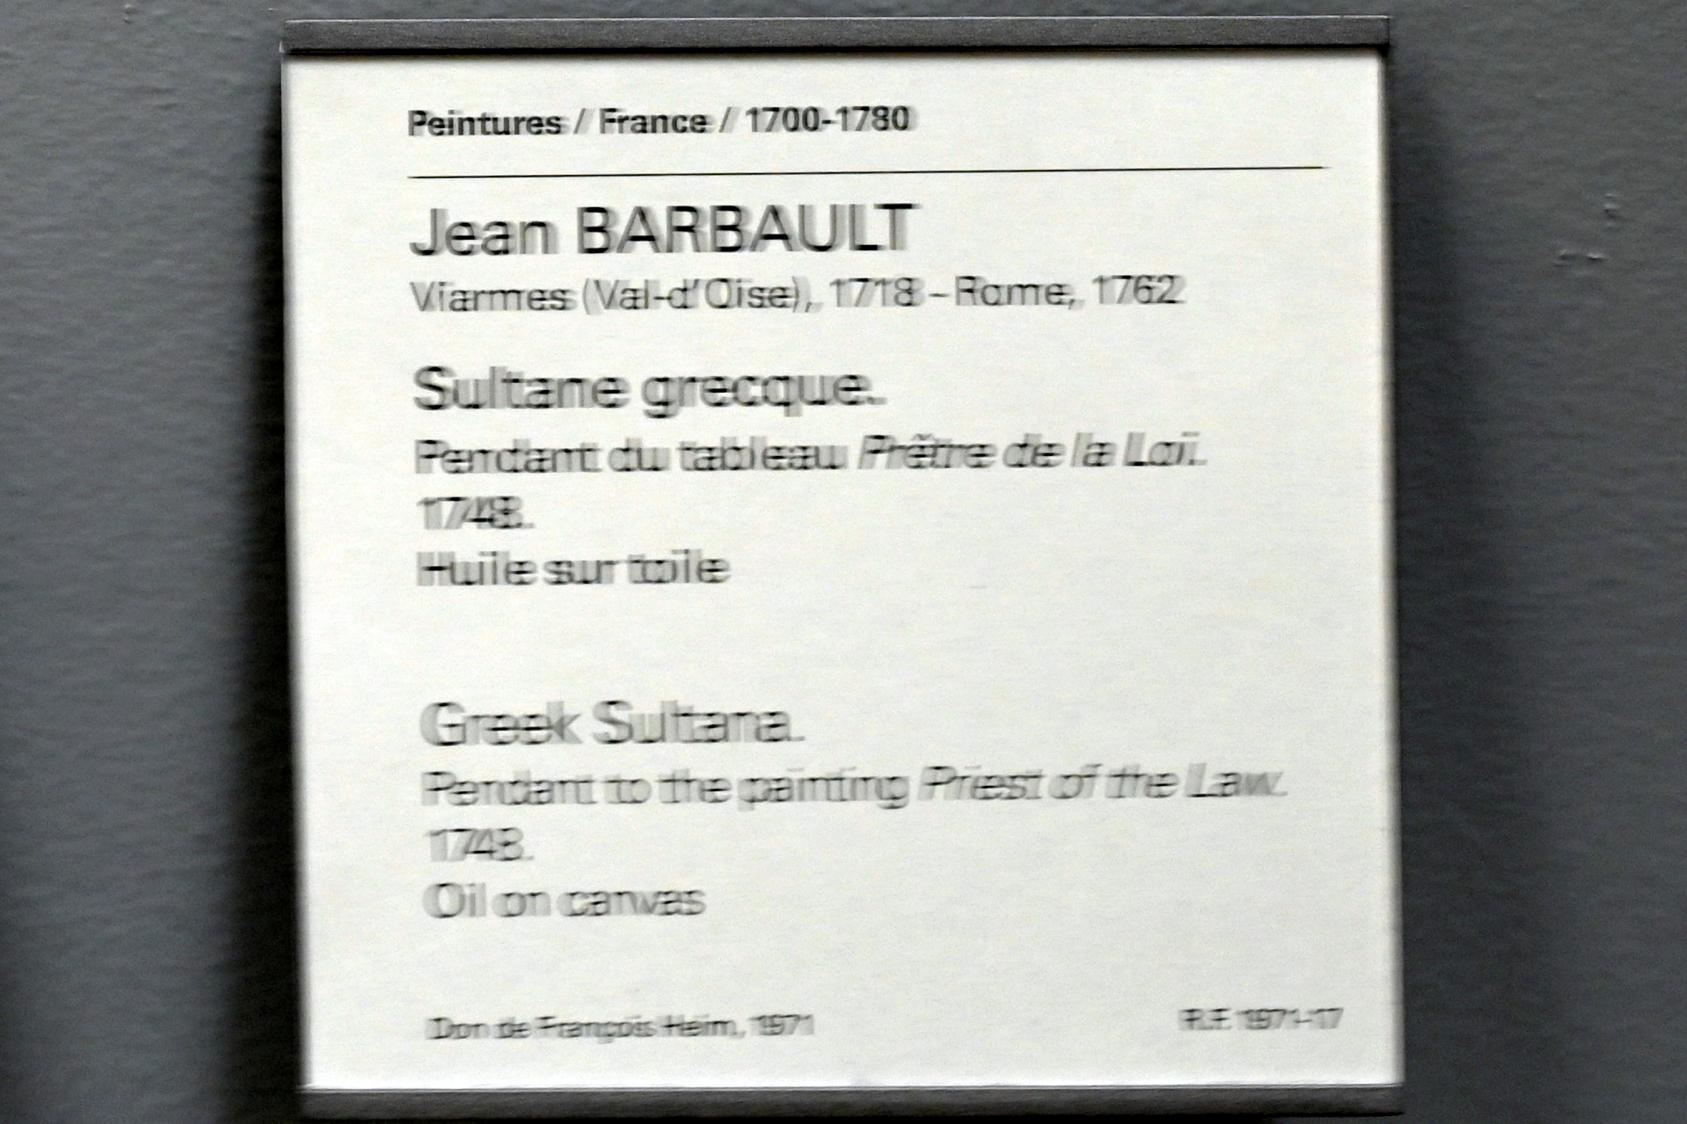 Peintures / France / 1700-1780
Jean BARBAULT
Viarmes (Val-d'Oise), 1718 - Rome, 1762
Sultane grecque.
Pendant du tableau Prêtre de la Loi.
1748.
Huile sur toile
Greek Sultana.
Pendant to the painting Priest of the Law.
1748.
Oil on canvas
Don de François Heim, 1971
R.F. 1971-17